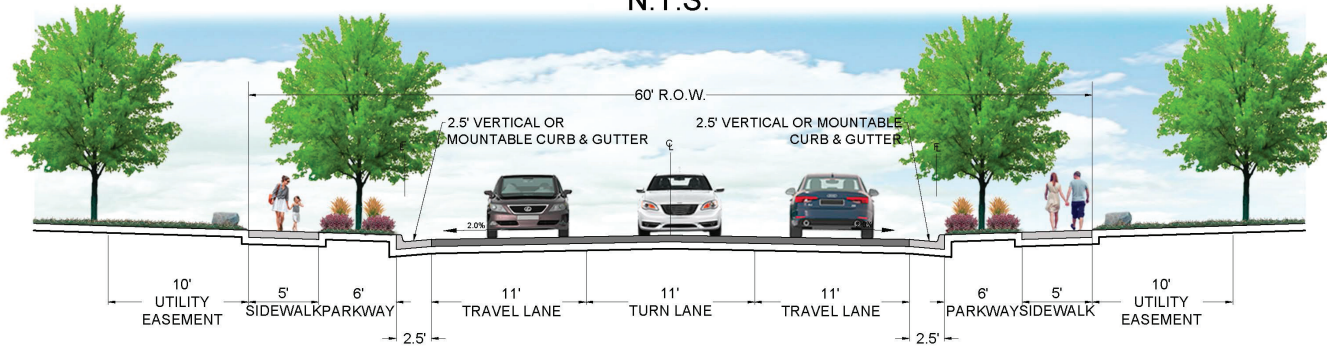 N.T.S.
60' R.O.W.
2.5' VERTICAL OR
MOUNTABLE CURB & GUTTER
2.5' VERTICAL OR MOUNTABLE
CURB & GUTTER
2.0%
10'
UTILITY
EASEMENT
5'
SIDEWALK
6'
PARKWAY
2.5'
11'
TRAVEL LANE
11'
TURN LANE
11'
TRAVEL LANE
2.5'
6'
PARKWAY
5'
SIDEWALK
10'
UTILITY
EASEMENT